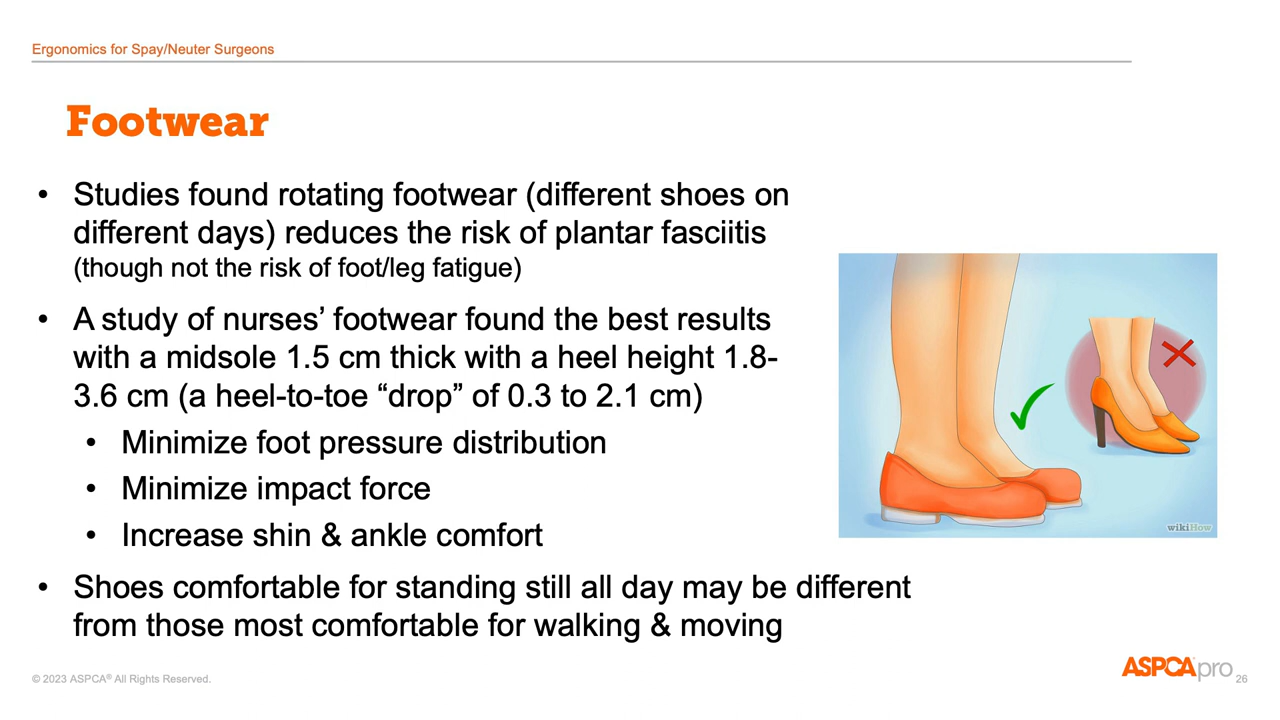 Ergonomics for Spay/Neuter Surgeons
Footwear
• Studies found rotating footwear (different shoes on
different days) reduces the risk of plantar fasciitis
(though not the risk of foot/leg fatigue)
• A study of nurses’ footwear found the best results
with a midsole 1.5 cm thick with a heel height 1.8-
3.6 cm (a heel-to-toe “drop” of 0.3 to 2.1 cm)
• Minimize foot pressure distribution
• Minimize impact force
• Increase shin & ankle comfort
• Shoes comfortable for standing still all day may be different
from those most comfortable for walking & moving
wikiHow
© 2023 ASPCA® All Rights Reserved.
ASPCApro
26